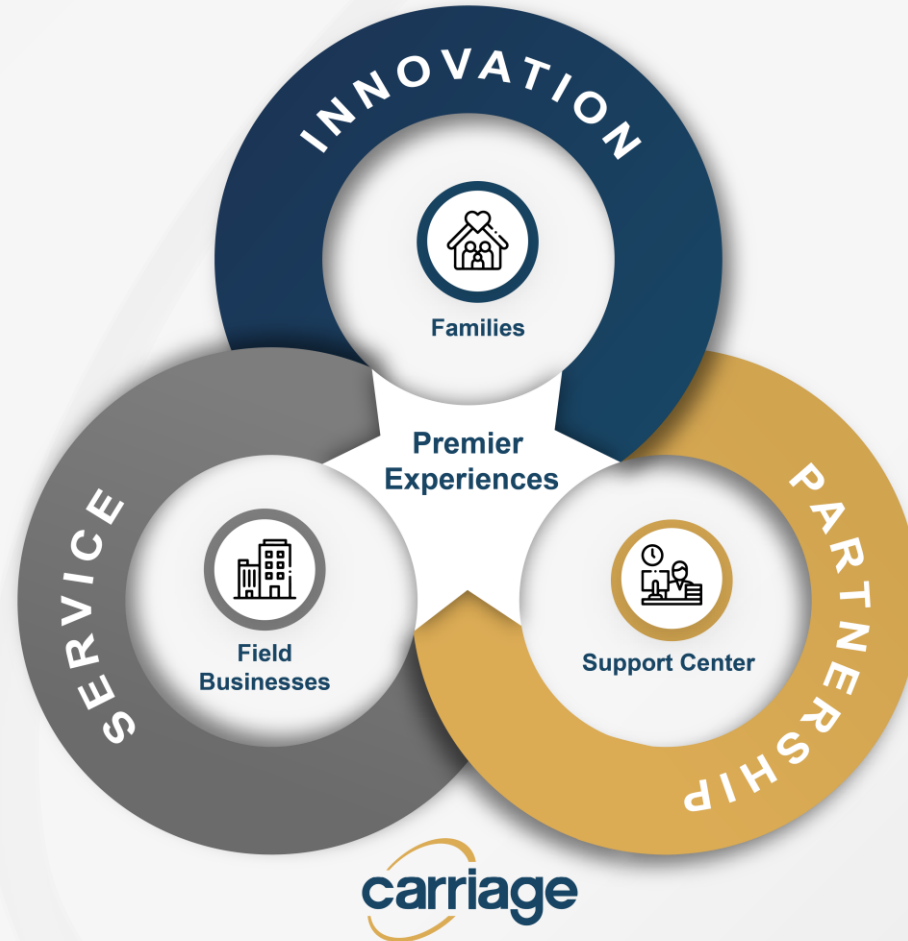 INNOVATION
Families
Premier
Experiences
SERVICE
Field
Businesses
PARTNERSHIP
Support Center
carriage